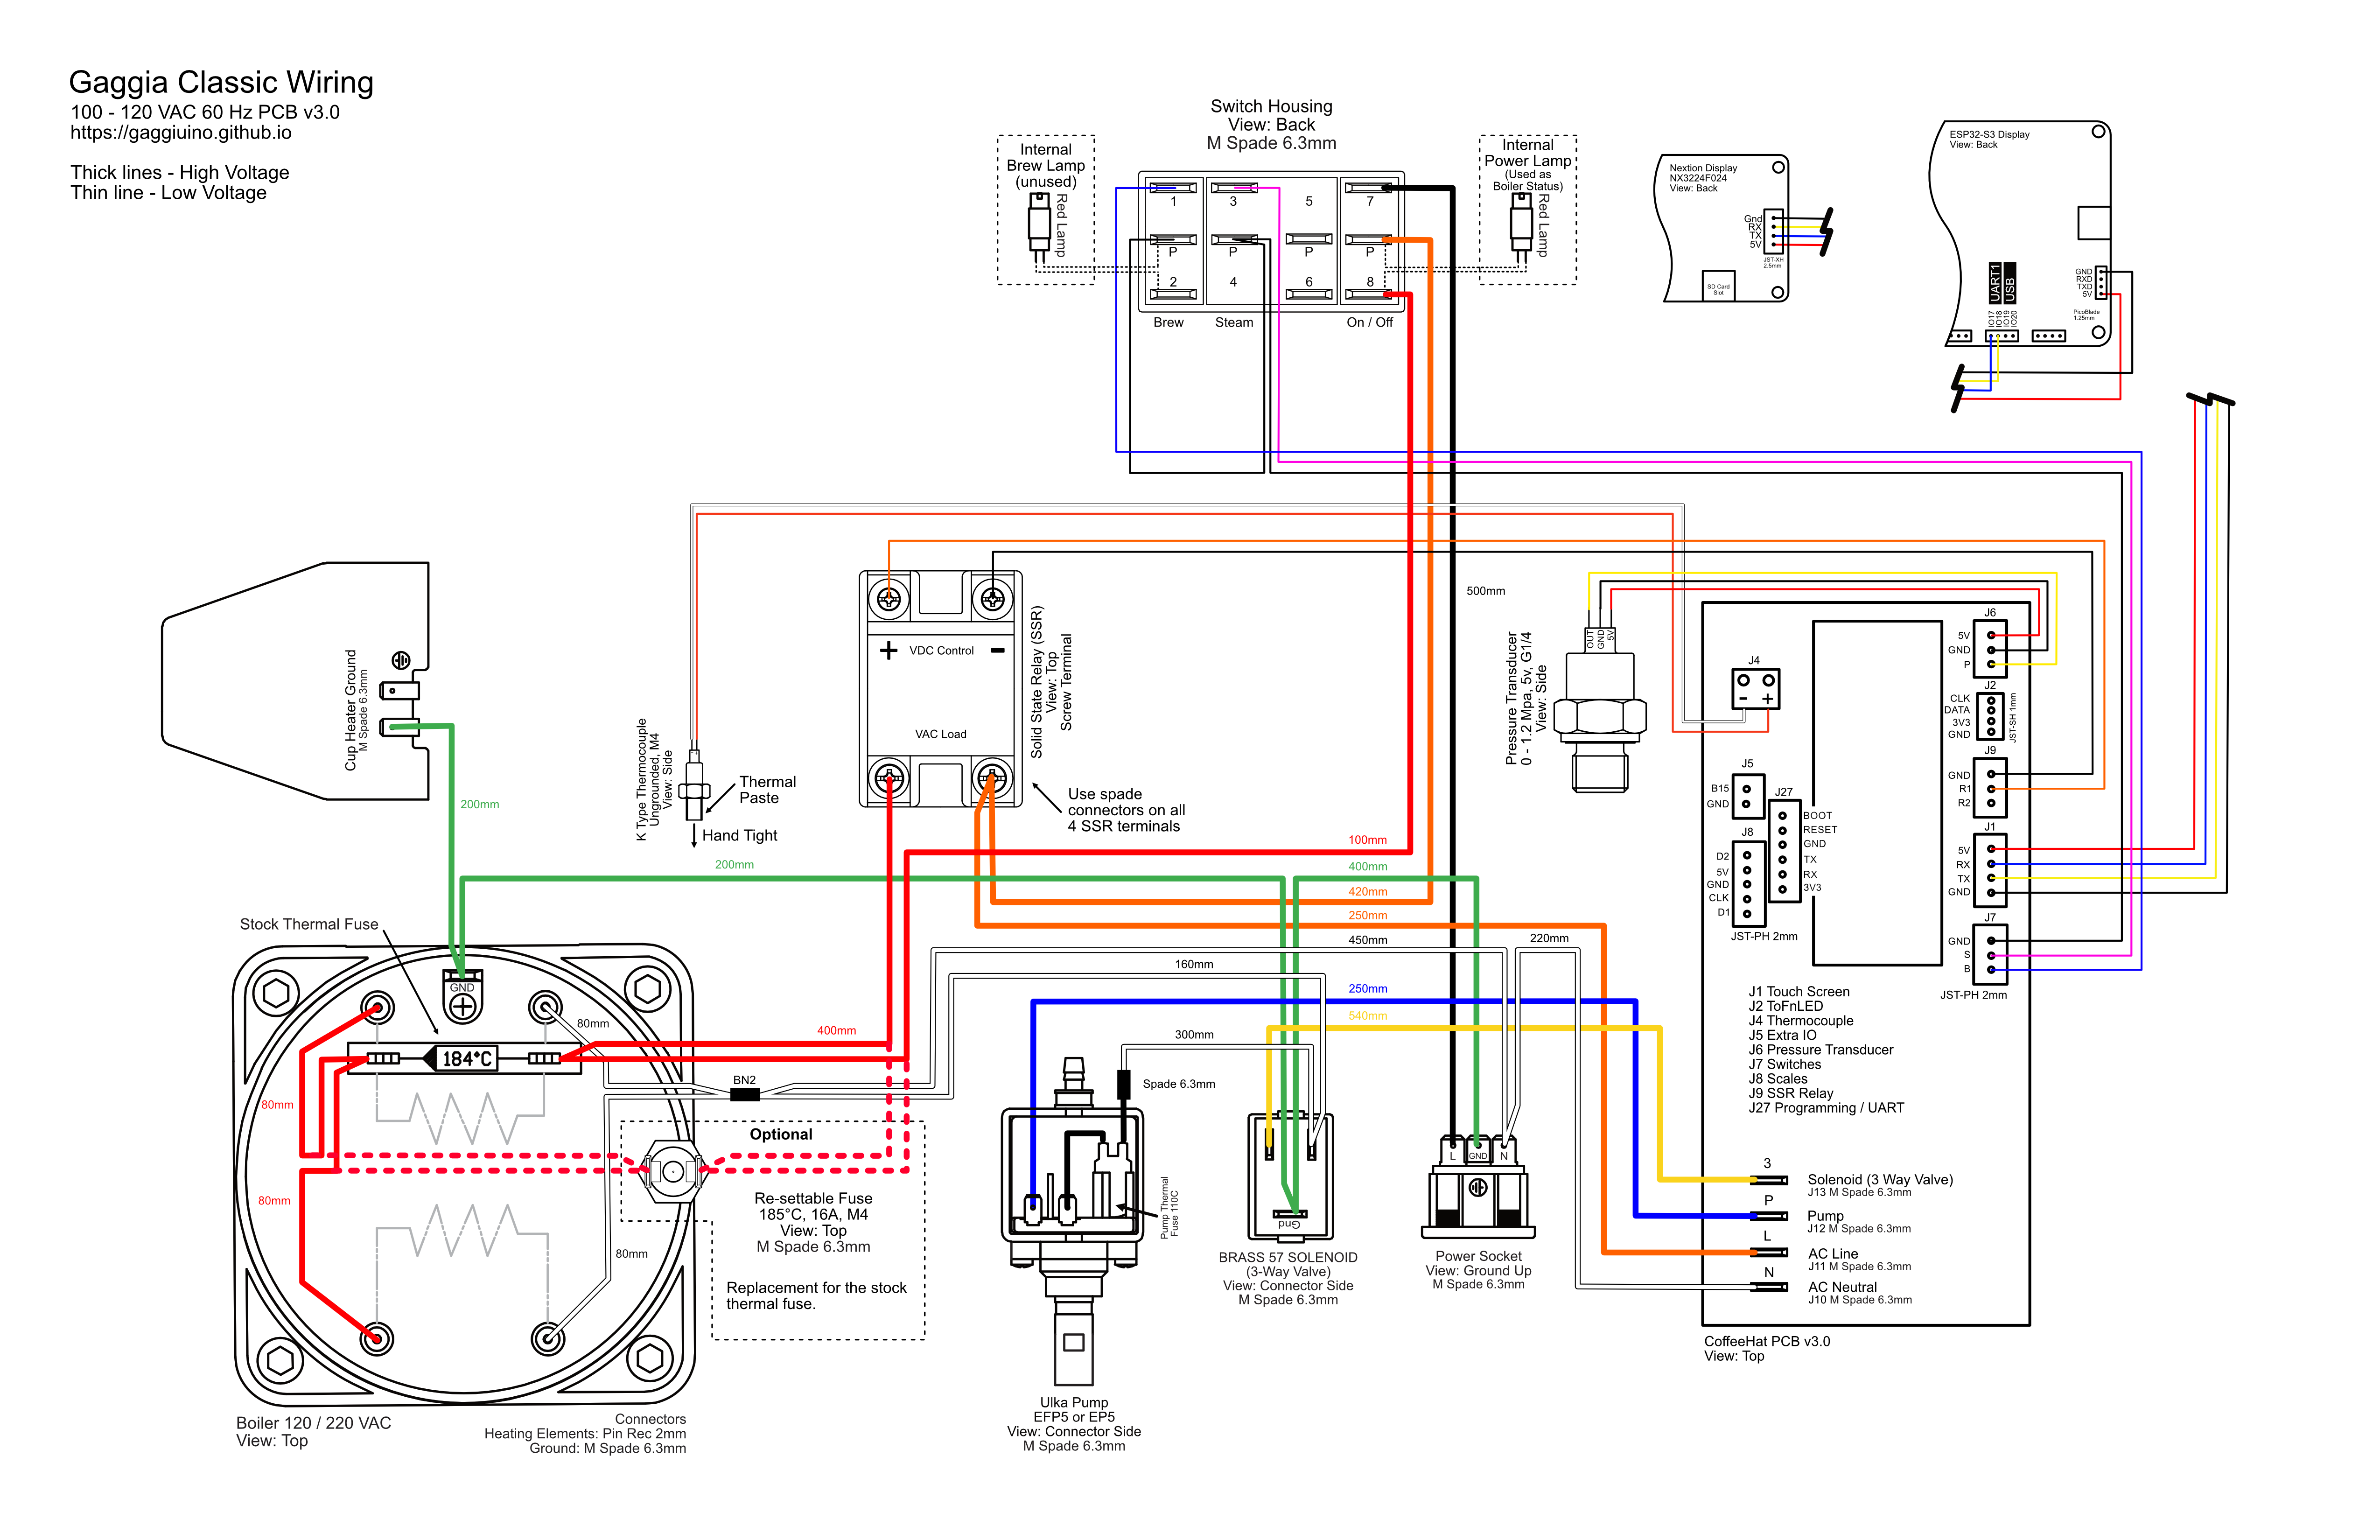 Gaggia Classic Wiring
100 - 120 VAC 60 Hz PCB v3.0
https://gaggiuino.github.io
Thick lines - High Voltage
Thin line - Low Voltage
Switch Housing
View: Back
M Spade 6.3mm
Internal
Brew Lamp
(unused)
Red Lamp
1
3
5
7
P
P
P
P
2
4
6
8
Brew
Steam
On / Off
Internal
Power Lamp
(Used as
Boiler Status)
Red Lamp
Nextion Display
NX3224F024
View: Back
Gnd
RX
TX
5V
JST-XH
2.5mm
SD Card
Slot
ESP32-S3 Display
View: Back
GND
RXD
TXD
5V
PicoBlade
1.25mm
UART1
USB
IO17
IO18
IO19
IO20
Cup Heater Ground
M Spade 6.3mm
200mm
K Type Thermocouple
Ungrounded, M4
View: Side
Thermal
Paste
Hand Tight
+
VDC Control
-
VAC Load
Solid State Relay (SSR)
View: Top
Screw Terminal
Use spade
connectors on all
4 SSR terminals
500mm
OUT
GND
5V
Pressure Transducer
0 - 1.2 Mpa, 5v, G1/4
View: Side
J4
-
+
J6
5V
GND
P
J2
CLK
DATA
3V3
GND
JST-SH 1mm
J9
GND
R1
R2
J1
5V
RX
TX
GND
J7
GND
S
B
JST-PH 2mm
J5
B15
GND
J27
BOOT
RESET
GND
TX
RX
3V3
J8
D2
5V
GND
CLK
D1
JST-PH 2mm
J1 Touch Screen
J2 ToFnLED
J4 Thermocouple
J5 Extra IO
J6 Pressure Transducer
J7 Switches
J8 Scales
J9 SSR Relay
J27 Programming / UART
3
Solenoid (3 Way Valve)
J13 M Spade 6.3mm
P
Pump
J12 M Spade 6.3mm
L
AC Line
J11 M Spade 6.3mm
N
AC Neutral
J10 M Spade 6.3mm
CoffeeHat PCB v3.0
View: Top
100mm
200mm
400mm
420mm
250mm
450mm
220mm
160mm
250mm
540mm
300mm
400mm
Stock Thermal Fuse
GND
184°C
80mm
80mm
80mm
80mm
BN2
Optional
Re-settable Fuse
185°C, 16A, M4
View: Top
M Spade 6.3mm
Replacement for the stock
thermal fuse.
Boiler 120 / 220 VAC
View: Top
Connectors
Heating Elements: Pin Rec 2mm
Ground: M Spade 6.3mm
Spade 6.3mm
Pump Thermal
Fuse 110C
Ulka Pump
EFP5 or EP5
View: Connector Side
M Spade 6.3mm
Gnd
BRASS 57 SOLENOID
(3-Way Valve)
View: Connector Side
M Spade 6.3mm
L
GND
N
Power Socket
View: Ground Up
M Spade 6.3mm